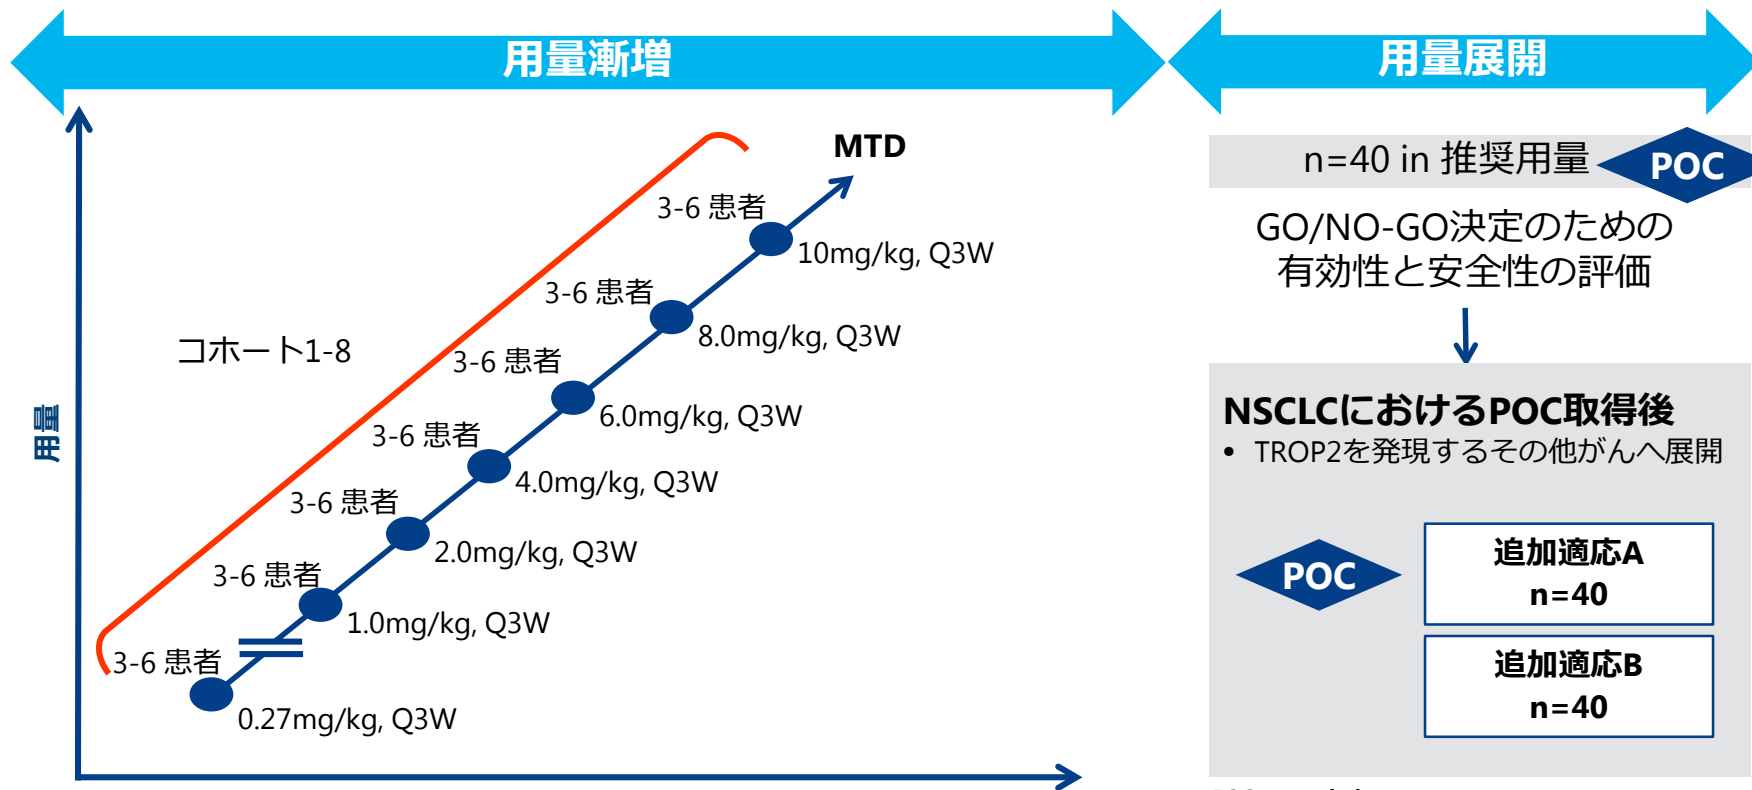 用量漸増
用量展開
MTD
3-6 患者
10mg/kg, Q3W
3-6 患者
8.0mg/kg, Q3W
コホート1-8
3-6 患者
6.0mg/kg, Q3W
3-6 患者
4.0mg/kg, Q3W
3-6 患者
2.0mg/kg, Q3W
3-6 患者
1.0mg/kg, Q3W
3-6 患者
0.27mg/kg, Q3W
用量
n=40 in 推奨用量
POC
GO/NO-GO決定のための
有効性と安全性の評価
NSCLCにおけるPOC取得後
• TROP2を発現するその他がんへ展開
POC
追加適応A
n=40
追加適応B
n=40